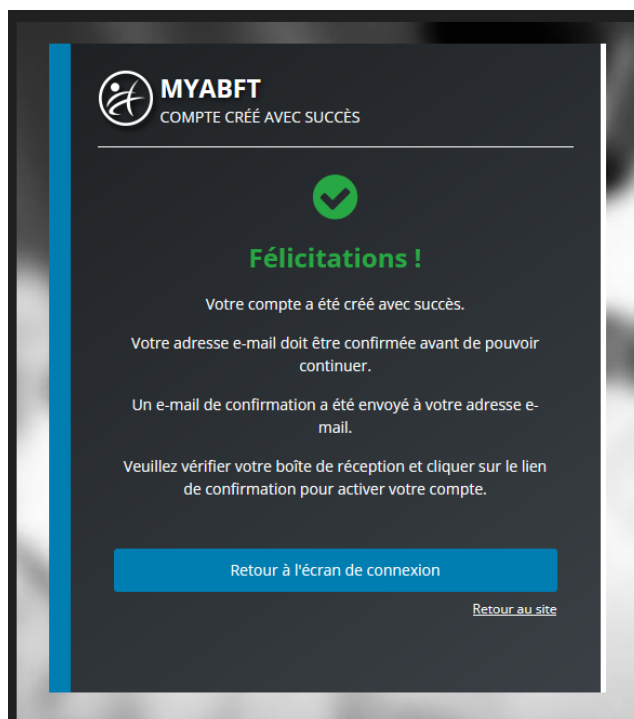 MYABFT
COMPTE CRÉÉ AVEC SUCCÈS
Félicitations !
Votre compte a été créé avec succès.
Votre adresse e-mail doit être confirmée avant de pouvoir
continuer.
Un e-mail de confirmation a été envoyé à votre adresse e-
mail.
Veuillez vérifier votre boîte de réception et cliquer sur le lien
de confirmation pour activer votre compte.
Retour à l'écran de connexion
Retour au site